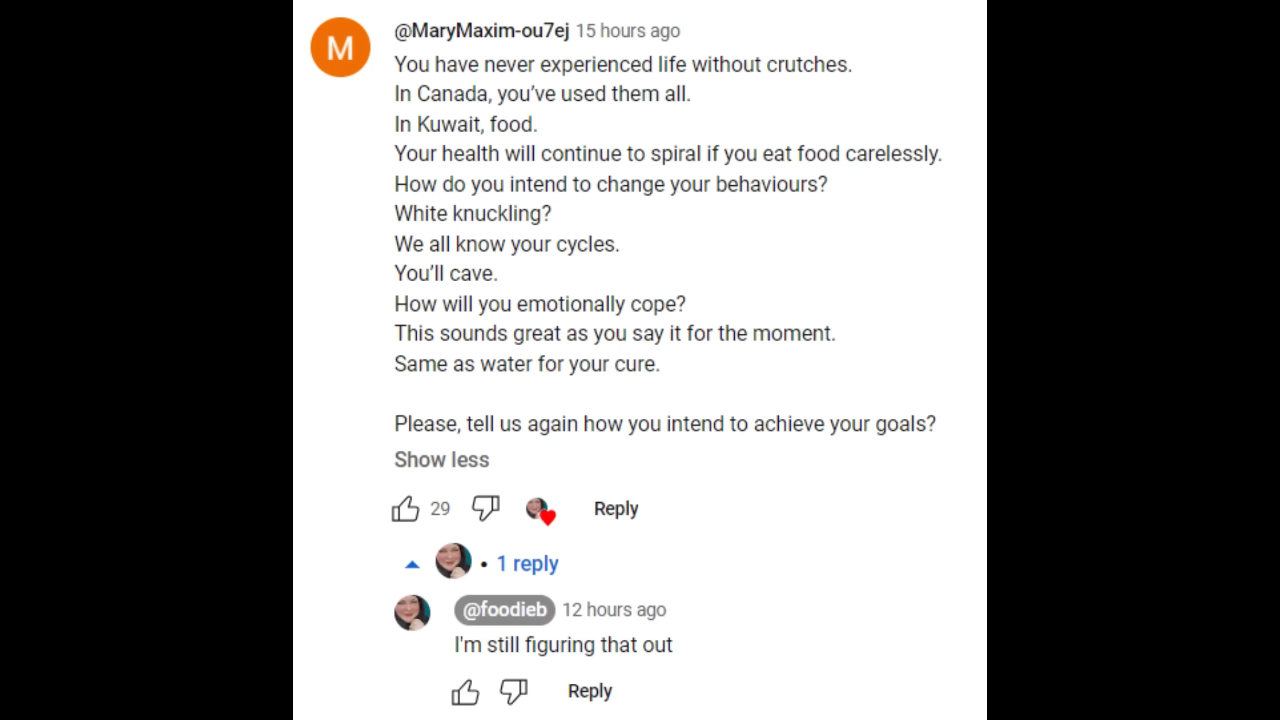 M
@MaryMaxim-ou7ej 15 hours ago
You have never experienced life without crutches.
In Canada, you’ve used them all.
In Kuwait, food.
Your health will continue to spiral if you eat food carelessly.
How do you intend to change your behaviours?
White knuckling?
We all know your cycles.
You’ll cave.
How will you emotionally cope?
This sounds great as you say it for the moment.
Same as water for your cure.
Please, tell us again how you intend to achieve your goals?
Show less
29 Reply
• 1 reply
@foodieb 12 hours ago
I'm still figuring that out
Reply